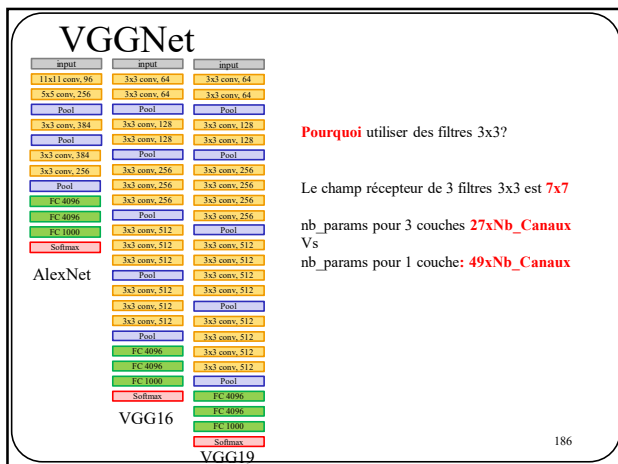 VGGNet
input
11x11 conv, 96
5x5 conv, 256
Pool
3x3 conv, 384
Pool
3x3 conv, 384
3x3 conv, 256
Pool
FC 4096
FC 4096
FC 1000
Softmax
AlexNet
input
3x3 conv, 64
3x3 conv, 64
Pool
3x3 conv, 128
3x3 conv, 128
Pool
3x3 conv, 256
3x3 conv, 256
3x3 conv, 256
Pool
3x3 conv, 512
3x3 conv, 512
3x3 conv, 512
Pool
3x3 conv, 512
3x3 conv, 512
3x3 conv, 512
Pool
FC 4096
FC 4096
FC 1000
Softmax
VGG16
input
3x3 conv, 64
3x3 conv, 64
Pool
3x3 conv, 128
3x3 conv, 128
Pool
3x3 conv, 256
3x3 conv, 256
3x3 conv, 256
3x3 conv, 256
Pool
3x3 conv, 512
3x3 conv, 512
3x3 conv, 512
3x3 conv, 512
Pool
3x3 conv, 512
3x3 conv, 512
3x3 conv, 512
3x3 conv, 512
Pool
FC 4096
FC 4096
FC 1000
Softmax
VGG19
Pourquoi utiliser des filtres 3x3?
Le champ récepteur de 3 filtres 3x3 est 7x7
nb_params pour 3 couches 27xNb_Canaux
Vs
nb_params pour 1 couche: 49xNb_Canaux
186